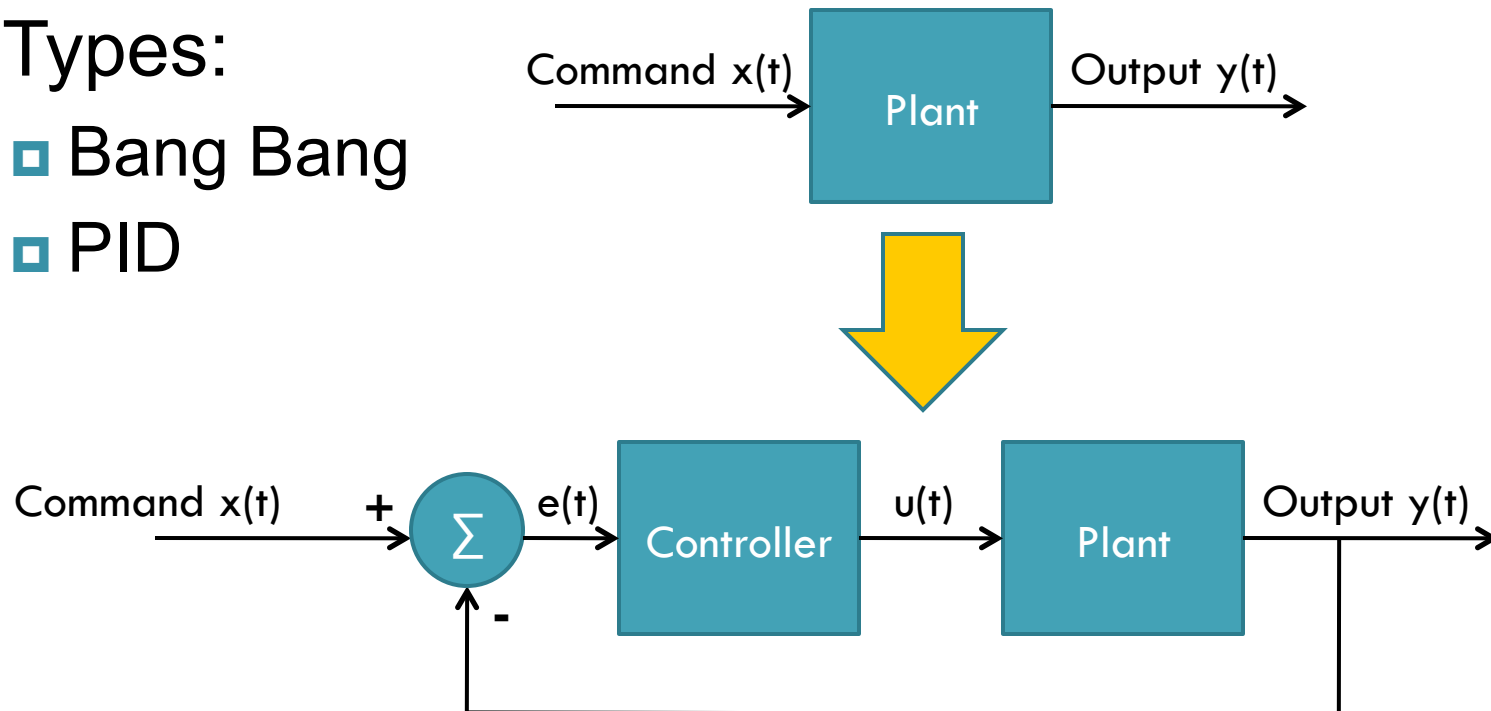 Types:
Bang Bang
PID
Command x(t)
Plant
Output y(t)
Command x(t)
+
∑
-
e(t)
Controller
u(t)
Plant
Output y(t)